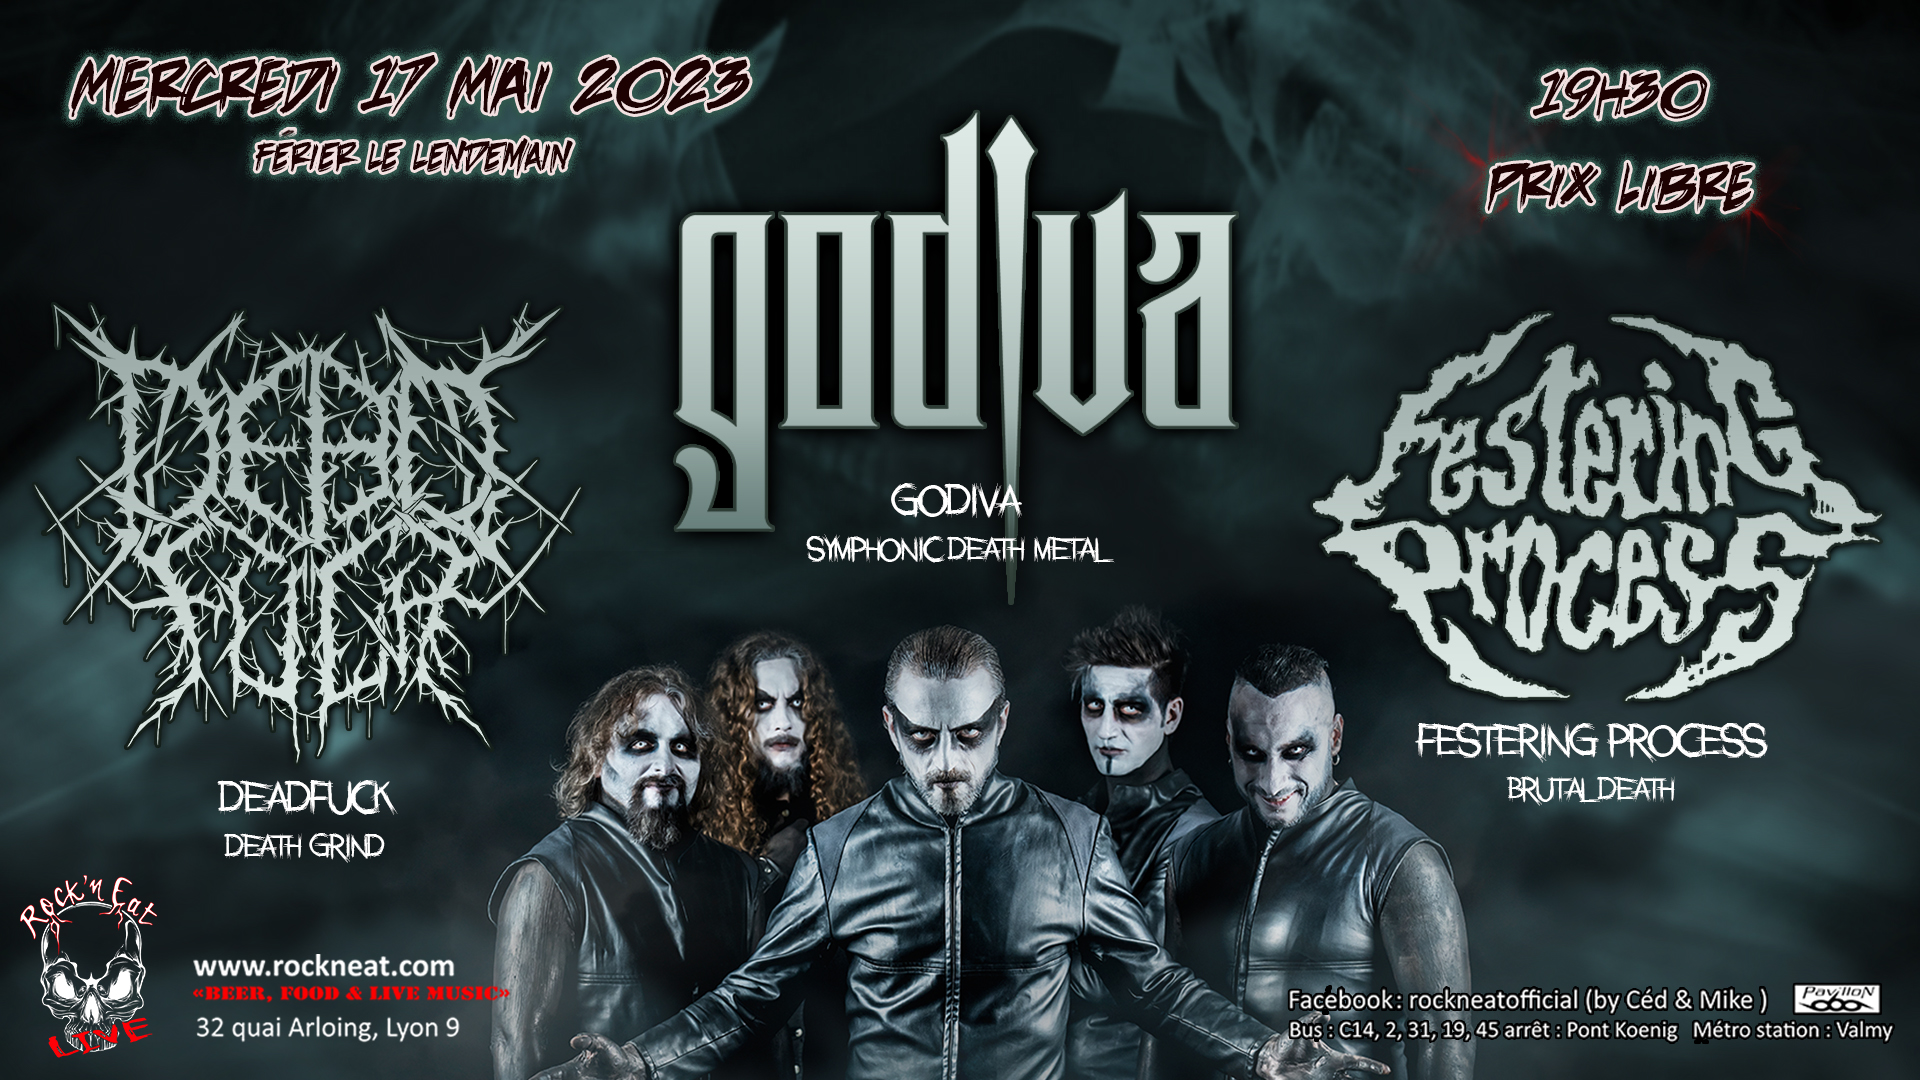 MERCREDI 17 MAI 2023
FÉRIER LE LENDEMAIN
19H30
PRIX LIBRE
godiva
GODIVA
SYMPHONIC DEATH METAL
DEAD
FUCK
DEADFUCK
DEATH GRIND
Festering
Process
FESTERING PROCESS
BRUTAL DEATH
Rock'n Eat
LIVE
www.rockneat.com
«BEER, FOOD & LIVE MUSIC»
32 quai Arloing, Lyon 9
Facebook : rockneatofficial (by Céd & Mike )
PavilloN
Bus : C14, 2, 31, 19, 45 arrêt : Pont Koenig Métro station : Valmy